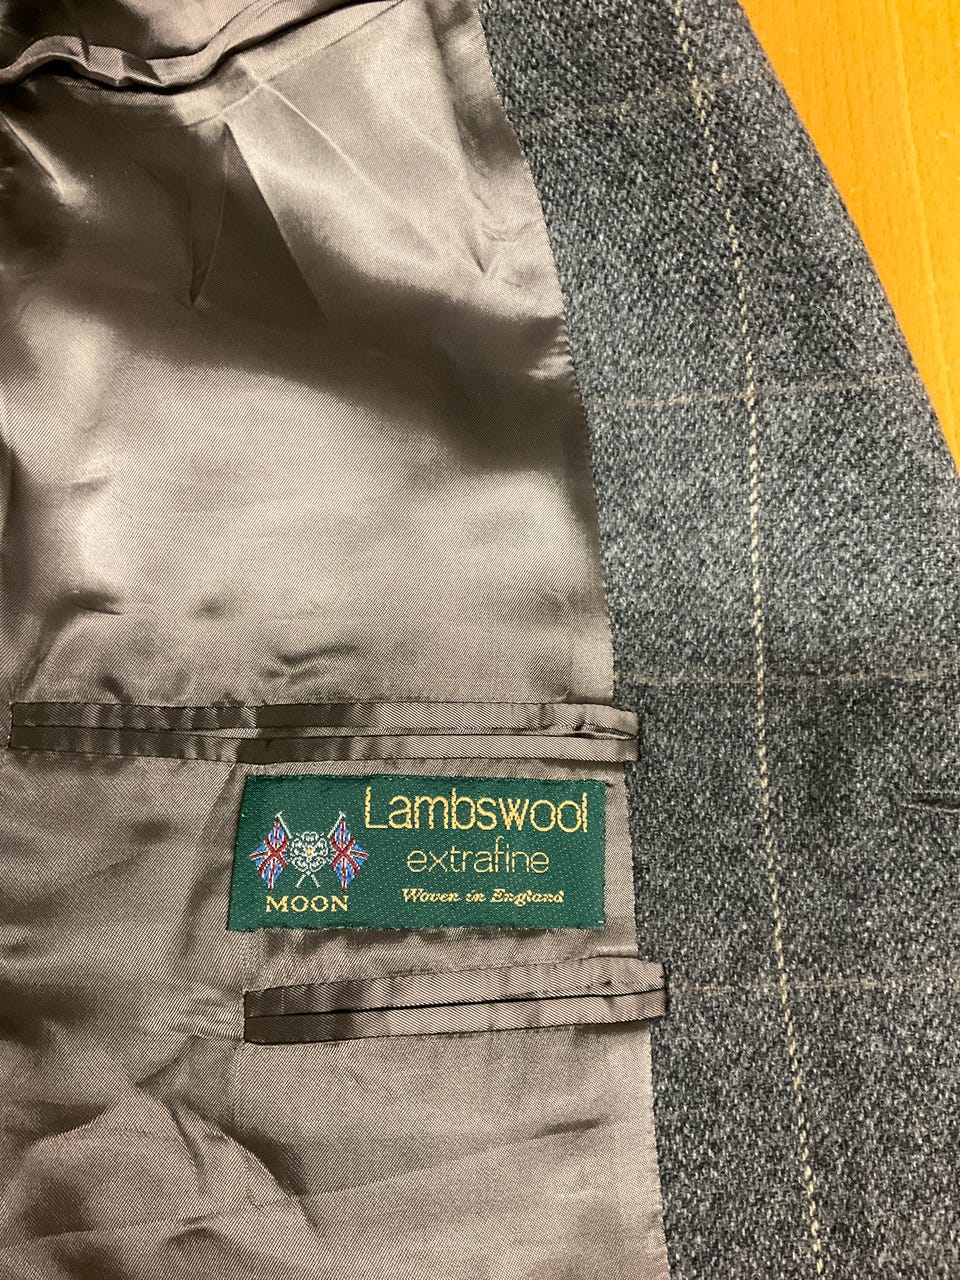 Lambswool
extrafine
Woven in England
MOON